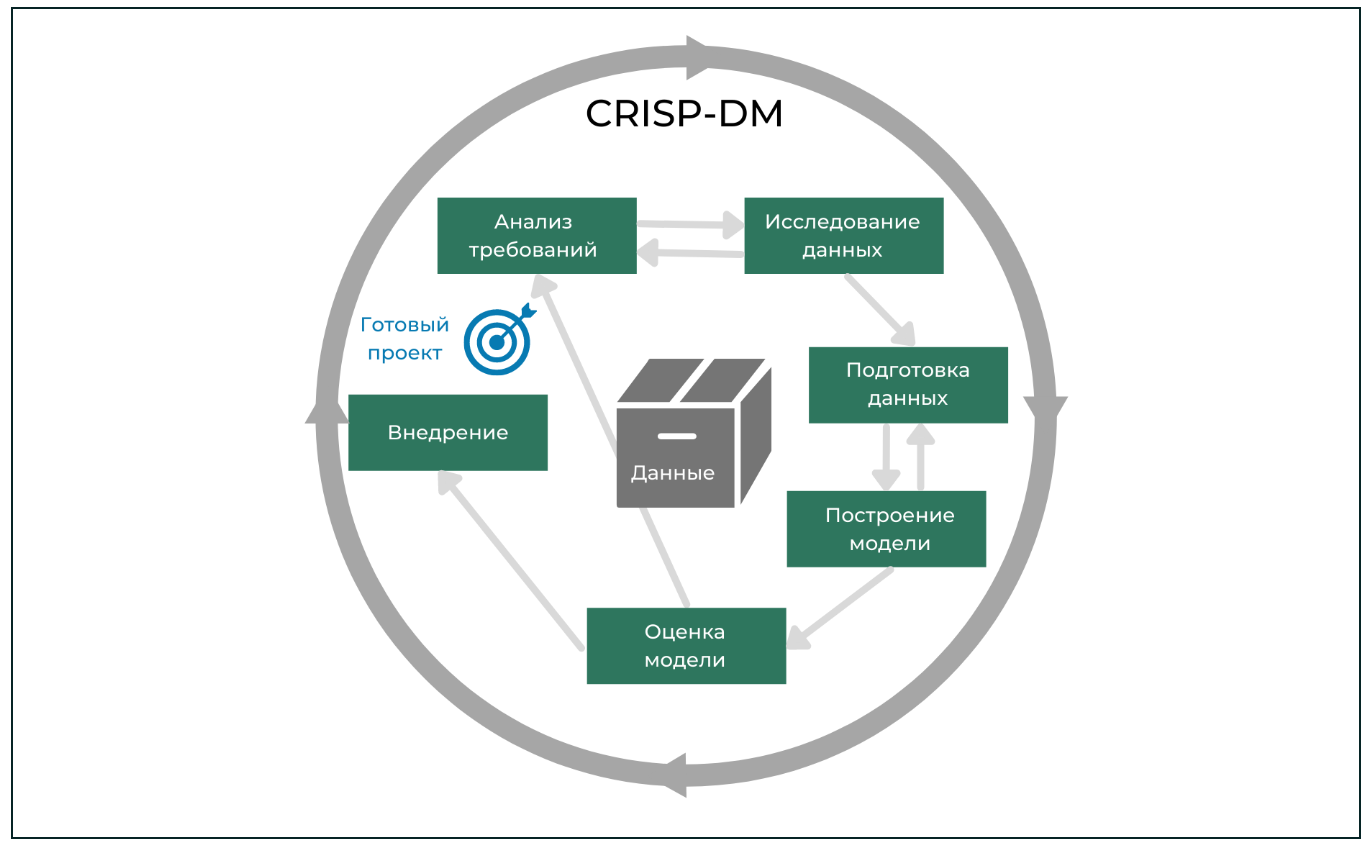 CRISP-DM
Анализ
требований
Исследование
данных
Готовый
проект
Подготовка
данных
Внедрение
Данные
Построение
модели
Оценка
модели